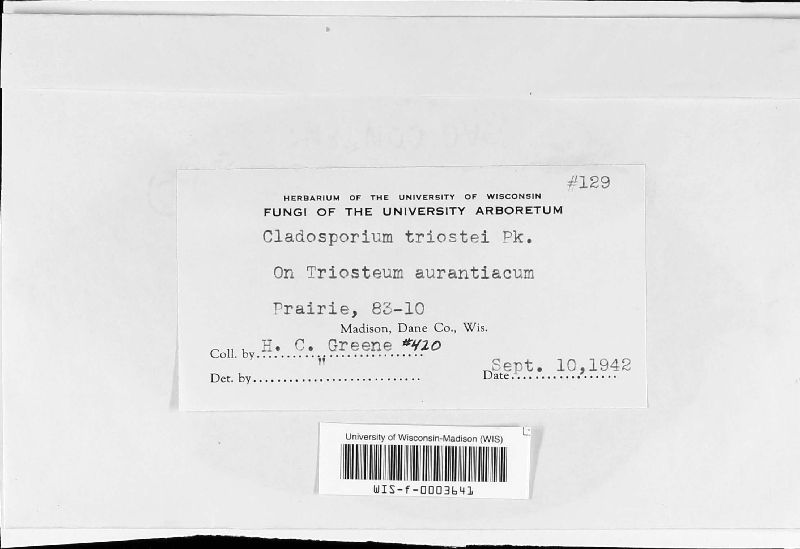 #129
HERBARIUM OF THE UNIVERSITY OF WISCONSIN
FUNGI OF THE UNIVERSITY ARBORETUM
Cladosporium triostei Pk.
On Triosteum aurantiacum
Prairie, 83-10
Madison, Dane Co., Wis.
Coll. by H. C. Greene #420
"
Det. by
Date Sept. 10, 1942
University of Wisconsin-Madison (WIS)
WIS-f-0003641